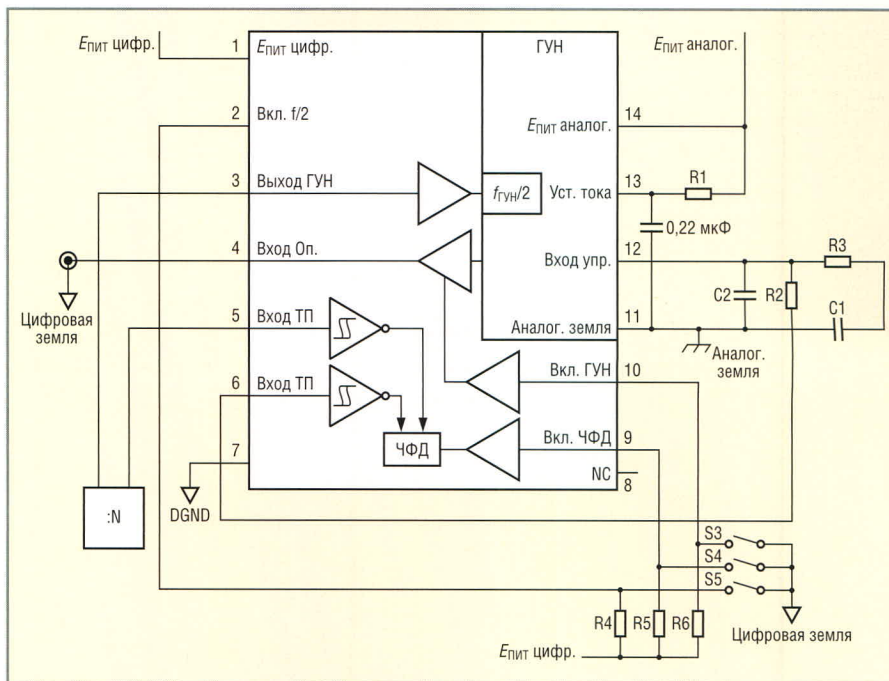 EПИТ цифр.
1
EПИТ цифр.
ГУН
EПИТ аналог.
2
Вкл. f/2
EПИТ аналог.
14
3
Выход ГУН
fГУН/2
Уст. тока
13
R1
0,22 мкФ
4
Вход Оп.
Вход упр.
12
R3
C2
R2
C1
Цифровая
земля
5
Вход ТП
Аналог. земля
11
Аналог.
земля
6
Вход ТП
Вкл. ГУН
10
ЧФД
Вкл. ЧФД
9
7
NC
8
DGND
:N
S3
S4
S5
R4
R5
R6
Цифровая земля
EПИТ цифр.